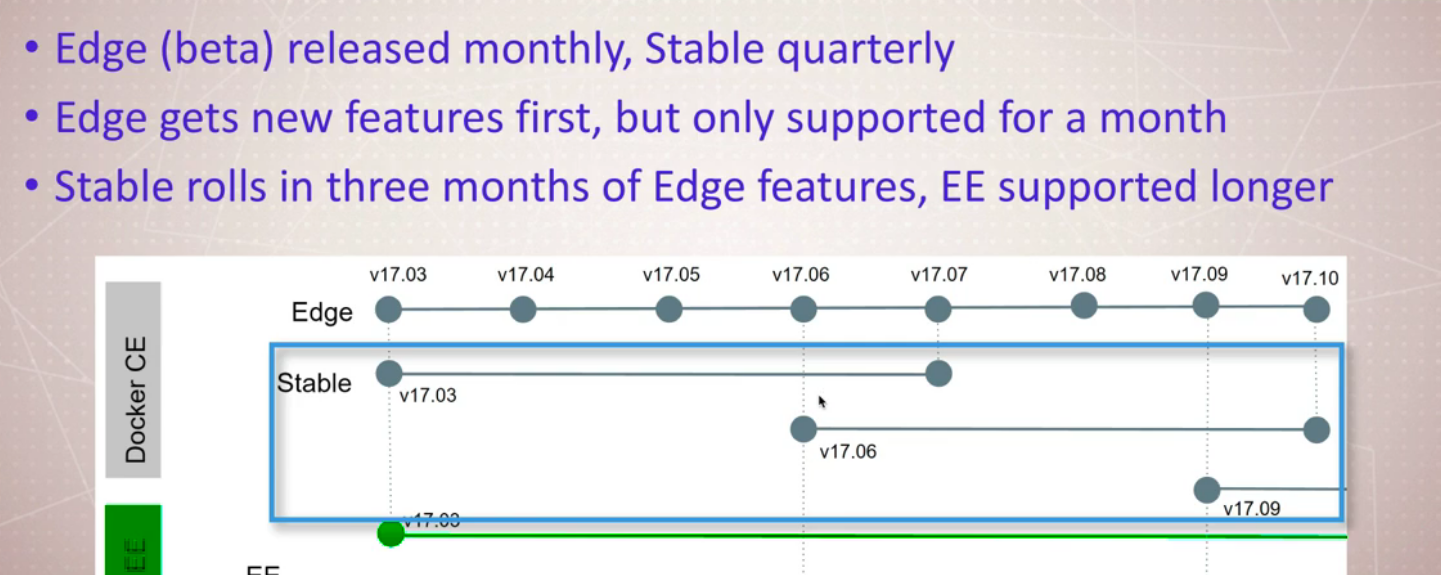 • Edge (beta) released monthly, Stable quarterly
• Edge gets new features first, but only supported for a month
• Stable rolls in three months of Edge features, EE supported longer
v17.03 v17.04 v17.05 v17.06 v17.07 v17.08 v17.09 v17.10
Edge
Docker CE
Stable
v17.03
v17.06
v17.09
v17.03
EE
EE